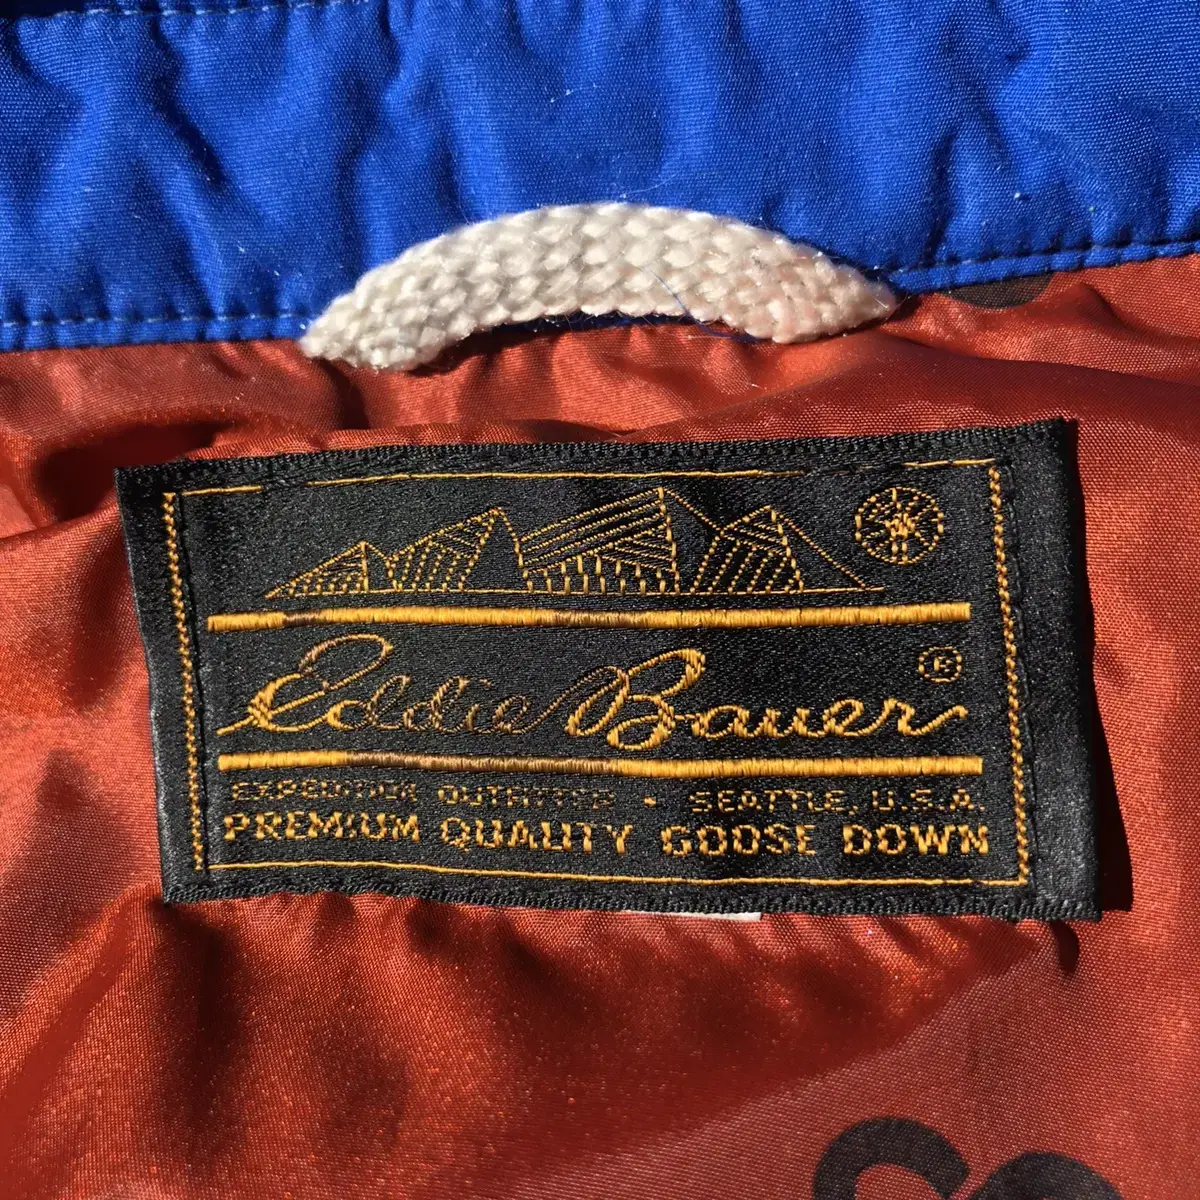 Eddie Bauer ®
EXPEDITION OUTFITTER · SEATTLE, U.S.A.
PREMIUM QUALITY GOOSE DOWN